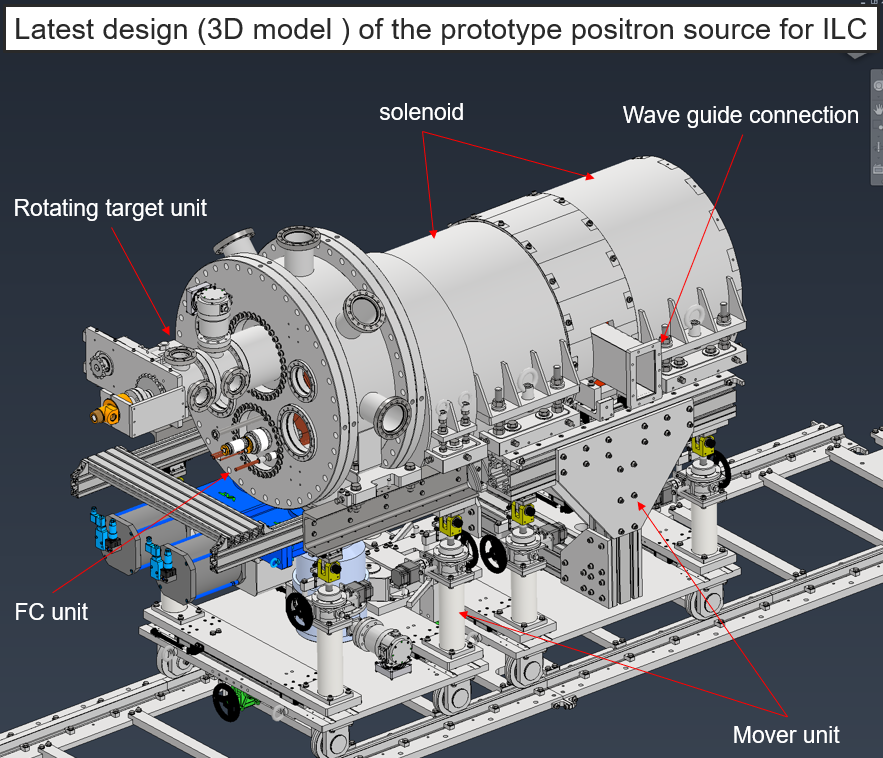 Latest design (3D model ) of the prototype positron source for ILC
solenoid
Wave guide connection
Rotating target unit
FC unit
Mover unit